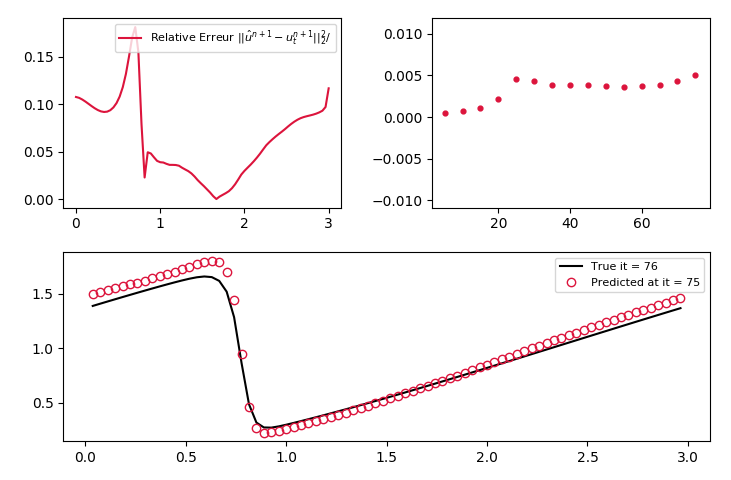 Relative Erreur ||û^{n+1} − u_t^{n+1}||_2^2/
0.15
0.10
0.05
0.00
0 1 2 3
0.010
0.005
0.000
−0.005
−0.010
20 40 60
True it = 76
Predicted at it = 75
1.5
1.0
0.5
0.0 0.5 1.0 1.5 2.0 2.5 3.0